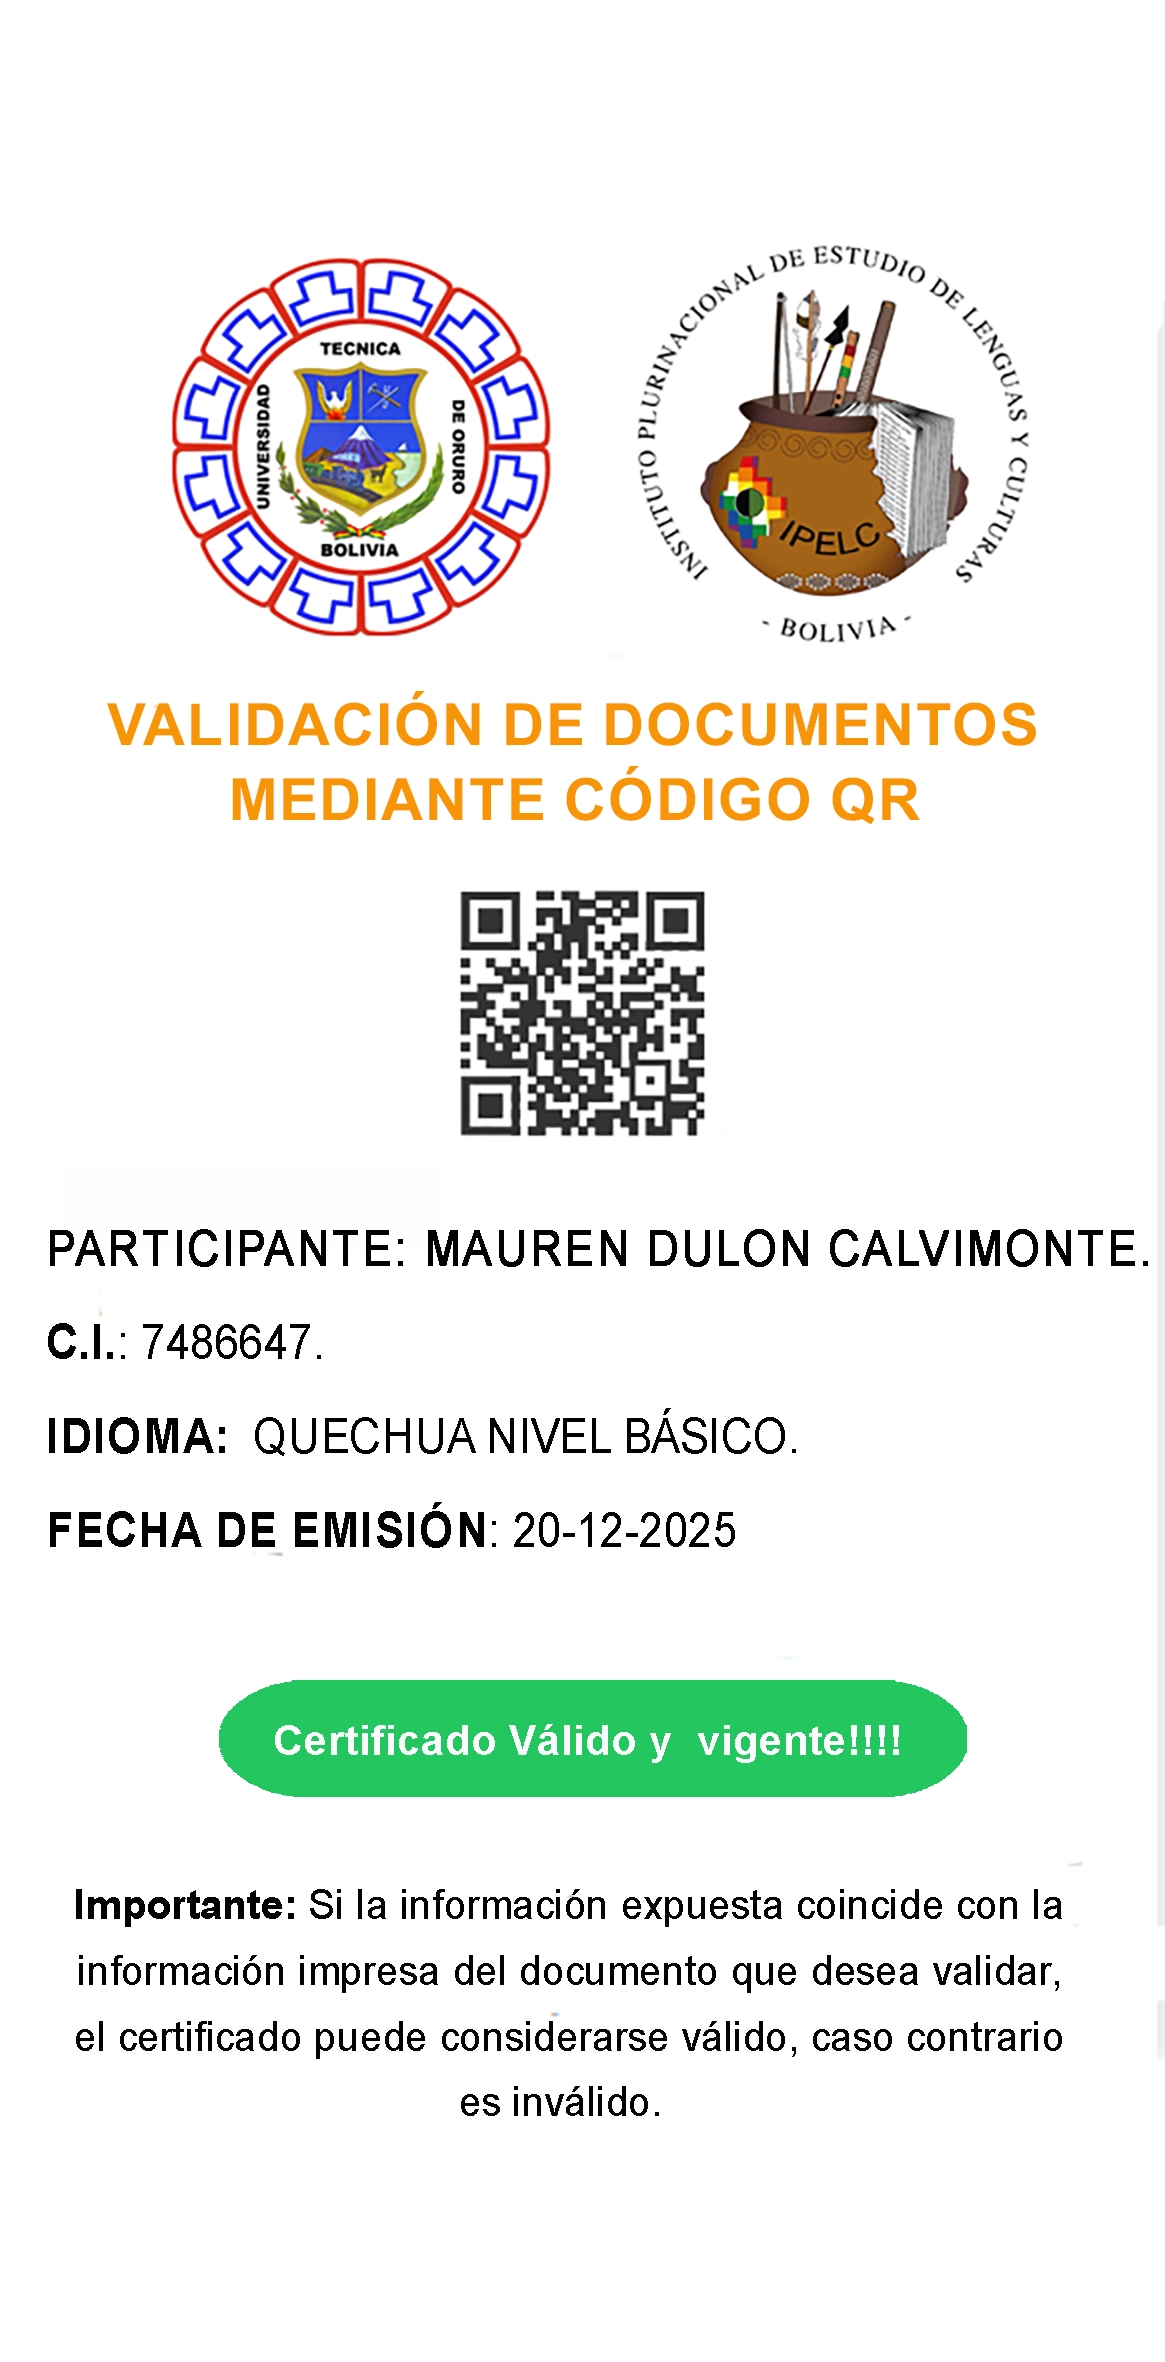 TECNICA
UNIVERSIDAD
DE ORURO
BOLIVIA
INSTITUTO PLURINACIONAL DE ESTUDIO DE LENGUAS Y CULTURAS
IPELC
- BOLIVIA -
VALIDACIÓN DE DOCUMENTOS
MEDIANTE CÓDIGO QR
PARTICIPANTE: MAUREN DULON CALVIMONTE.
C.I.: 7486647.
IDIOMA: QUECHUA NIVEL BÁSICO.
FECHA DE EMISIÓN: 20-12-2025
Certificado Válido y vigente!!!!
Importante: Si la información expuesta coincide con la
información impresa del documento que desea validar,
el certificado puede considerarse válido, caso contrario
es inválido.